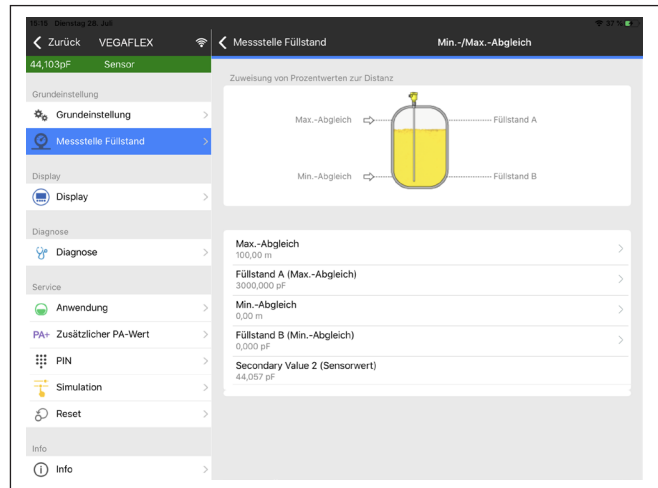 15:15 Dienstag 28. Juli
37 %
Zurück VEGAFLEX
Messstelle Füllstand
Min.-/Max.-Abgleich
44,103pF Sensor
Grundeinstellung
Grundeinstellung
Messstelle Füllstand
Display
Display
Diagnose
Diagnose
Service
Anwendung
PA+ Zusätzlicher PA-Wert
PIN
Simulation
Reset
Info
Info
Zuweisung von Prozentwerten zur Distanz
Max.-Abgleich
Füllstand A
Min.-Abgleich
Füllstand B
Max.-Abgleich
100,00 m
Füllstand A (Max.-Abgleich)
3000,000 pF
Min.-Abgleich
0,00 m
Füllstand B (Min.-Abgleich)
0,000 pF
Secondary Value 2 (Sensorwert)
44,057 pF